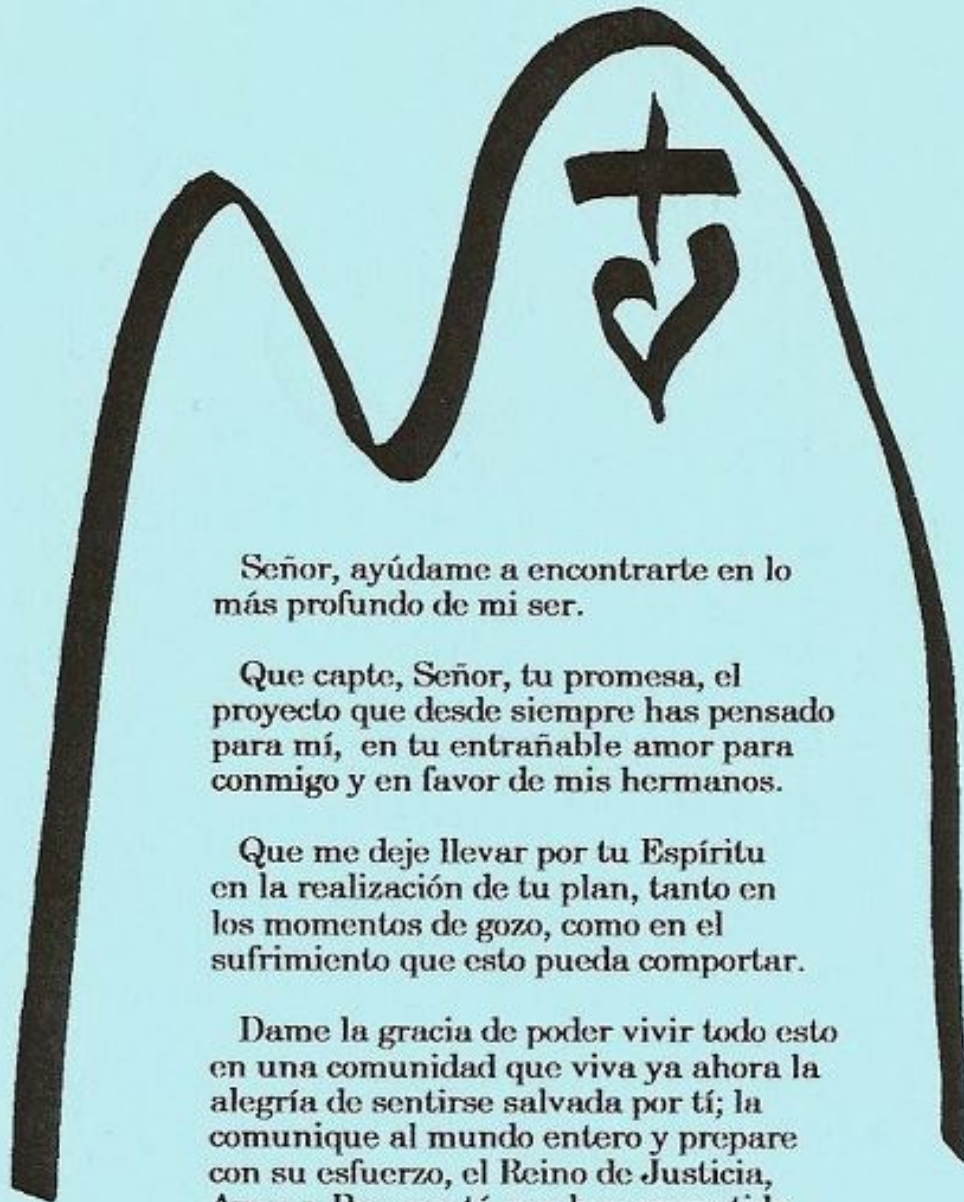 Señor, ayúdame a encontrarte en lo
más profundo de mi ser.
Que capte, Señor, tu promesa, el
proyecto que desde siempre has pensado
para mí, en tu entrañable amor para
conmigo y en favor de mis hermanos.
Que me deje llevar por tu Espíritu
en la realización de tu plan, tanto en
los momentos de gozo, como en el
sufrimiento que esto pueda comportar.
Dame la gracia de poder vivir todo esto
en una comunidad que viva ya ahora la
alegría de sentirse salvada por tí; la
comunique al mundo entero y prepare
con su esfuerzo, el Reino de Justicia,